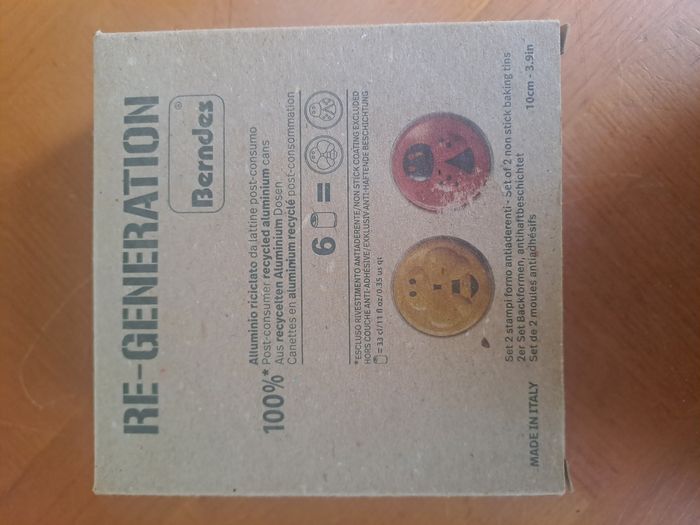 RE-GENERATION
Berndes®
100%*
Alluminio riciclato da lattine post-consumo
Post-consumer recycled aluminium cans
Aus recycelten Aluminium Dosen
Canettes en aluminium recyclé post-consommation
6 =
*ESCLUSO RIVESTIMENTO ANTIADERENTE/NON STICK COATING EXCLUDED
HORS COUCHE ANTI-ADHESIVE/EXKLUSIV ANTI-HAFTENDE BESCHICHTUNG
= 33 cl/11 fl oz/0.35 us qt
Set 2 stampi forno antiaderenti - Set of 2 non stick baking tins
2er Set Backformen, antihaftbeschichtet
Set de 2 moules antiadhésifs
10cm - 3.9in
MADE IN ITALY